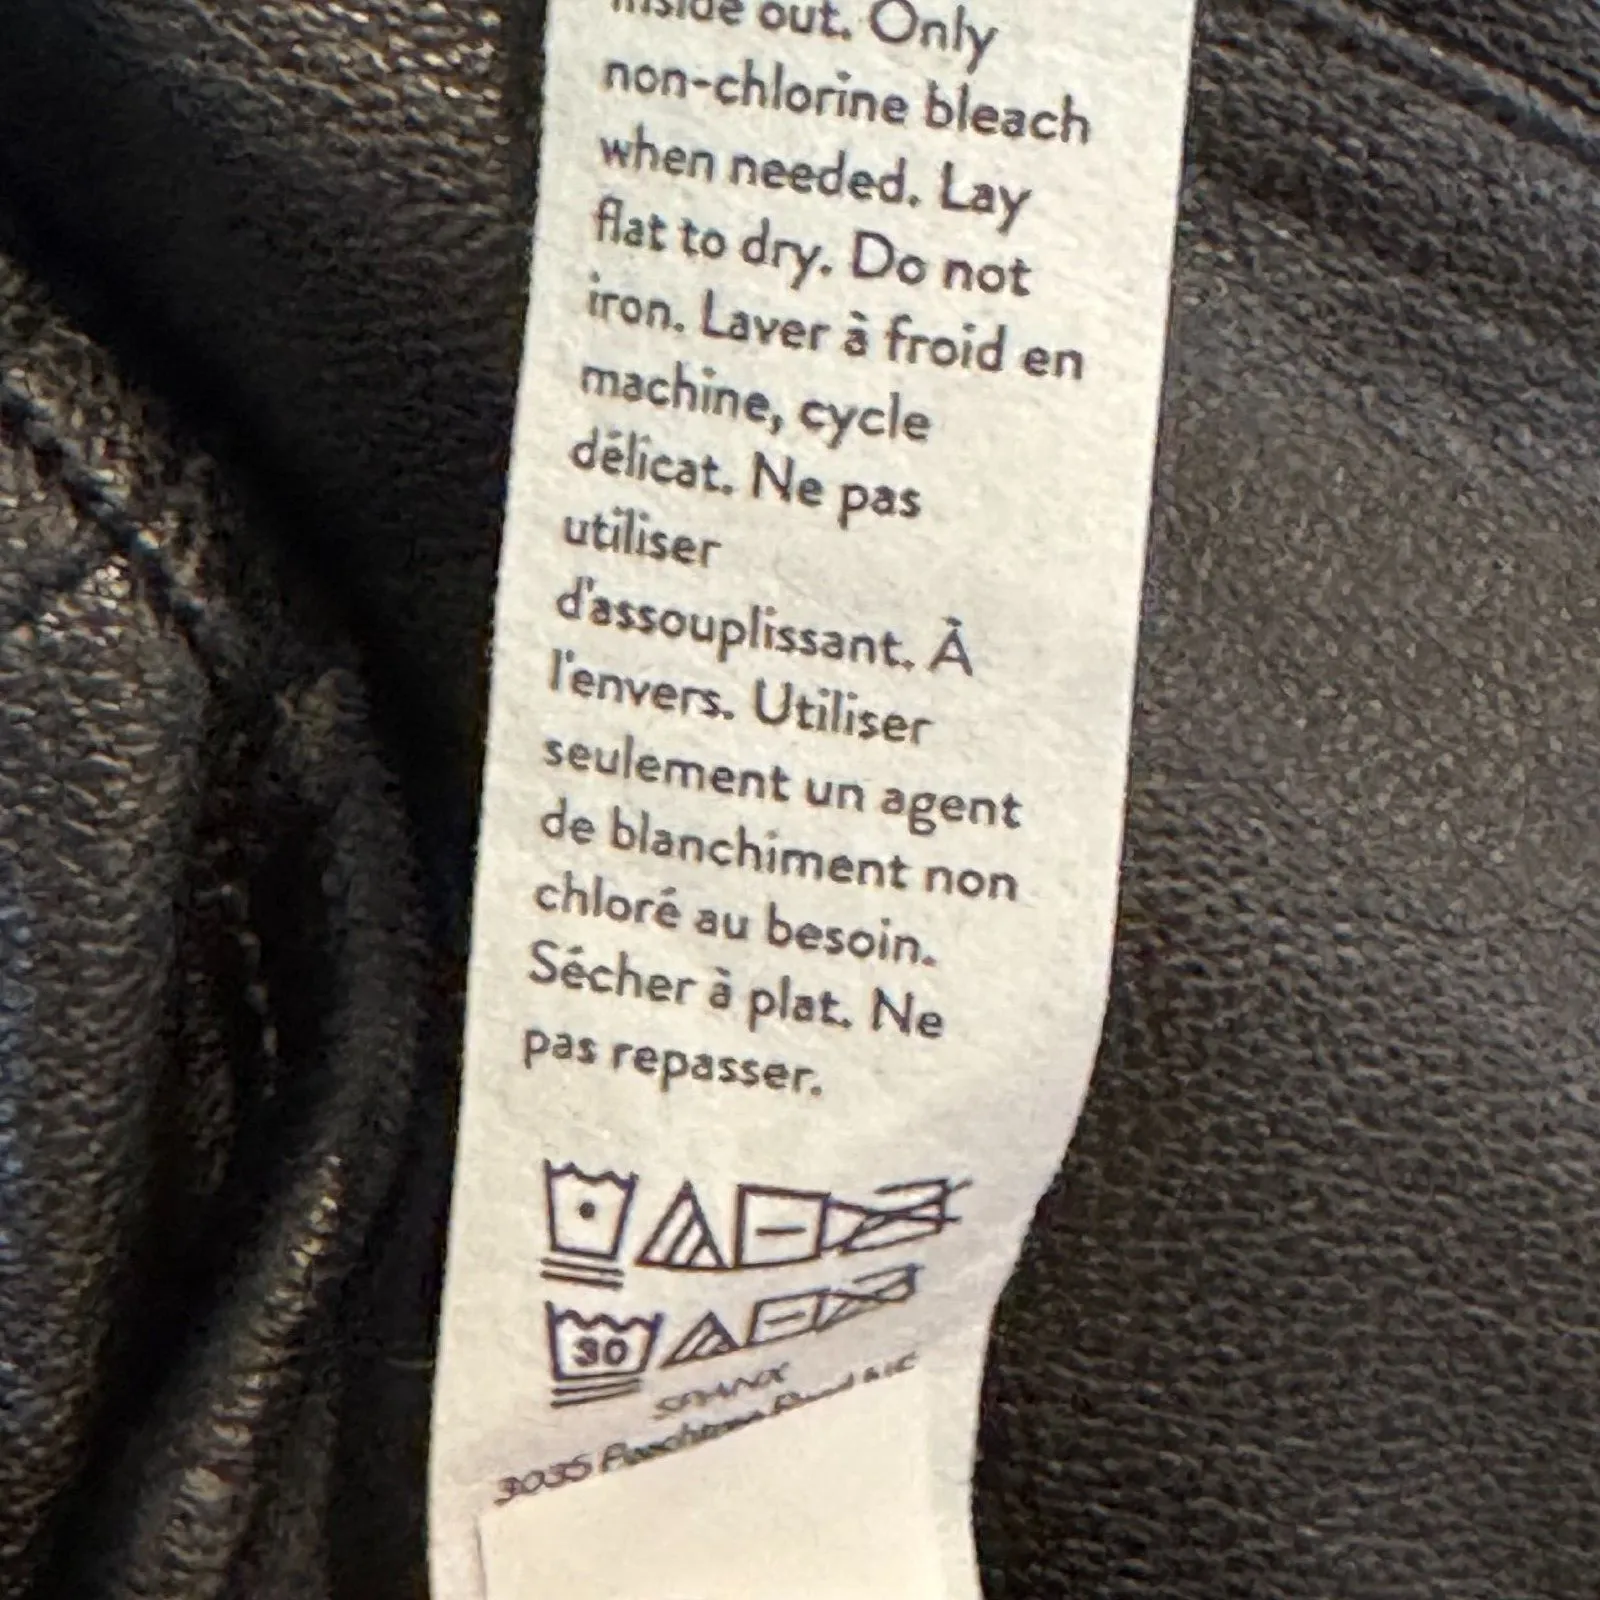 inside out. Only
non-chlorine bleach
when needed. Lay
flat to dry. Do not
iron. Laver à froid en
machine, cycle
délicat. Ne pas
utiliser
d'assouplissant. À
l'envers. Utiliser
seulement un agent
de blanchiment non
chloré au besoin.
Sécher à plat. Ne
pas repasser.
30
SPANX
3035 Peachtree Road